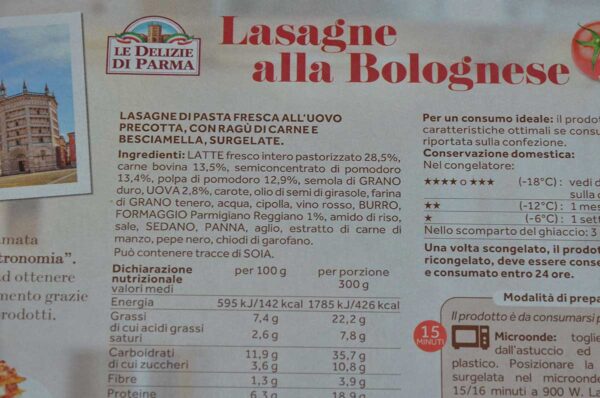 LE DELIZIE
DI PARMA
Lasagne
alla Bolognese
LASAGNE DI PASTA FRESCA ALL'UOVO
PRECOTTA, CON RAGÙ DI CARNE E
BESCIAMELLA, SURGELATE.
Ingredienti: LATTE fresco intero pastorizzato 28,5%,
carne bovina 13,5%, semiconcentrato di pomodoro
13,4%, polpa di pomodoro 12,9%, semola di GRANO
duro, UOVA 2,8%, carote, olio di semi di girasole, farina
di GRANO tenero, acqua, cipolla, vino rosso, BURRO,
FORMAGGIO Parmigiano Reggiano 1%, amido di riso,
sale, SEDANO, PANNA, aglio, estratto di carne di
manzo, pepe nero, chiodi di garofano.
Può contenere tracce di SOIA.
Dichiarazione per 100 g per porzione
nutrizionale 300 g
valori medi
Energia 595 kJ/142 kcal 1785 kJ/426 kcal
Grassi 7,4 g 22,2 g
di cui acidi grassi
saturi 2,6 g 7,8 g
Carboidrati 11,9 g 35,7 g
di cui zuccheri 3,6 g 10,8 g
Fibre 1,3 g 3,9 g
Proteine 6,3 g 18,9 g
Per un consumo ideale: il prodot
caratteristiche ottimali se consu
riportata sulla confezione.
Conservazione domestica:
Nel congelatore:
★★★★ o ★★★ (-18°C): vedi d
sulla c
★★ (-12°C): 1 mes
★ (-6°C): 1 sett
Nello scomparto del ghiaccio: 3
Una volta scongelato, il prodot
ricongelato, deve essere conse
e consumato entro 24 ore.
Modalità di prepa
Il prodotto è da consumarsi p
15
MINUTI
Microonde: toglie
dall'astuccio ed
plastico. Posizionare la
surgelata nel microonde
15/16 minuti a 900 W. La
amata
tronomia".
d ottenere
mento grazie
rodotti.